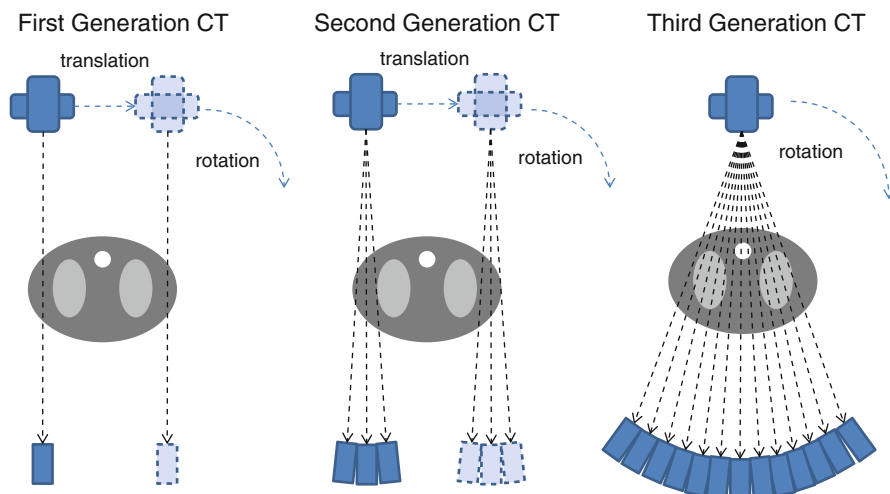 First Generation CT
Second Generation CT
Third Generation CT
translation
translation
rotation
rotation
rotation